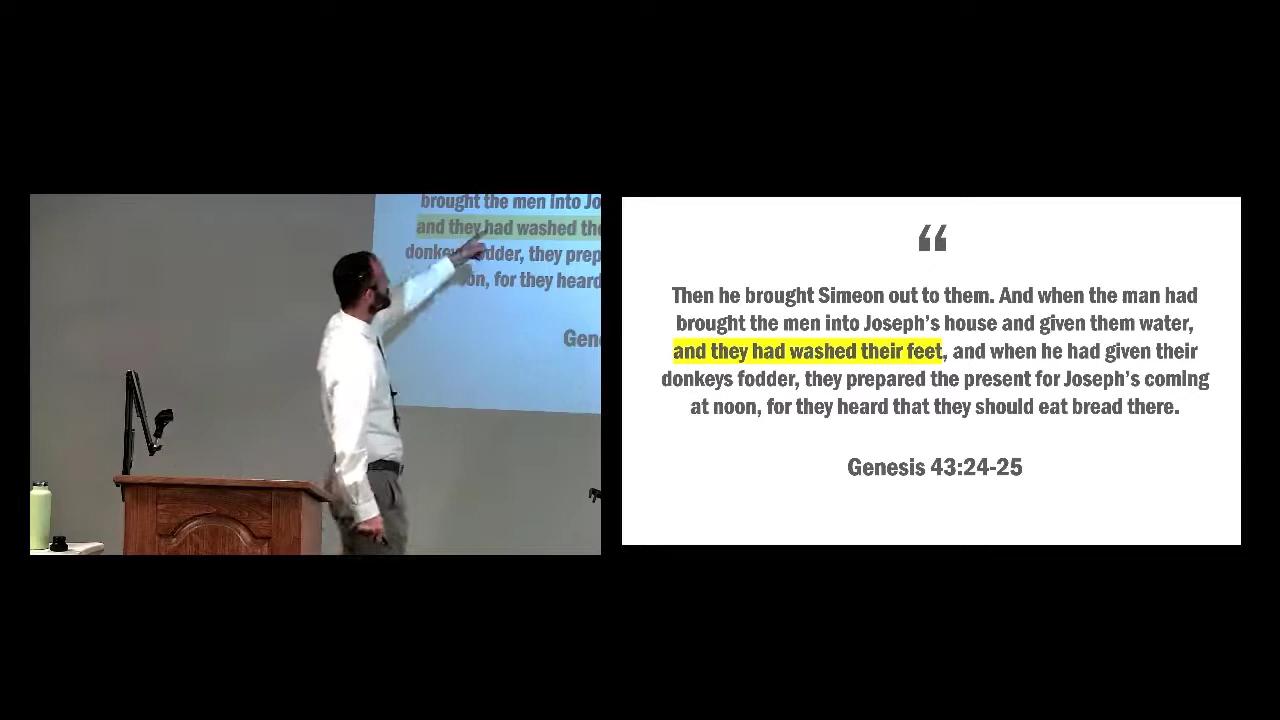 brought the men into Jo
and they had washed the
donkeys fodder, they prep
on, for they heard
Gene
“
Then he brought Simeon out to them. And when the man had
brought the men into Joseph’s house and given them water,
and they had washed their feet, and when he had given their
donkeys fodder, they prepared the present for Joseph’s coming
at noon, for they heard that they should eat bread there.
Genesis 43:24-25